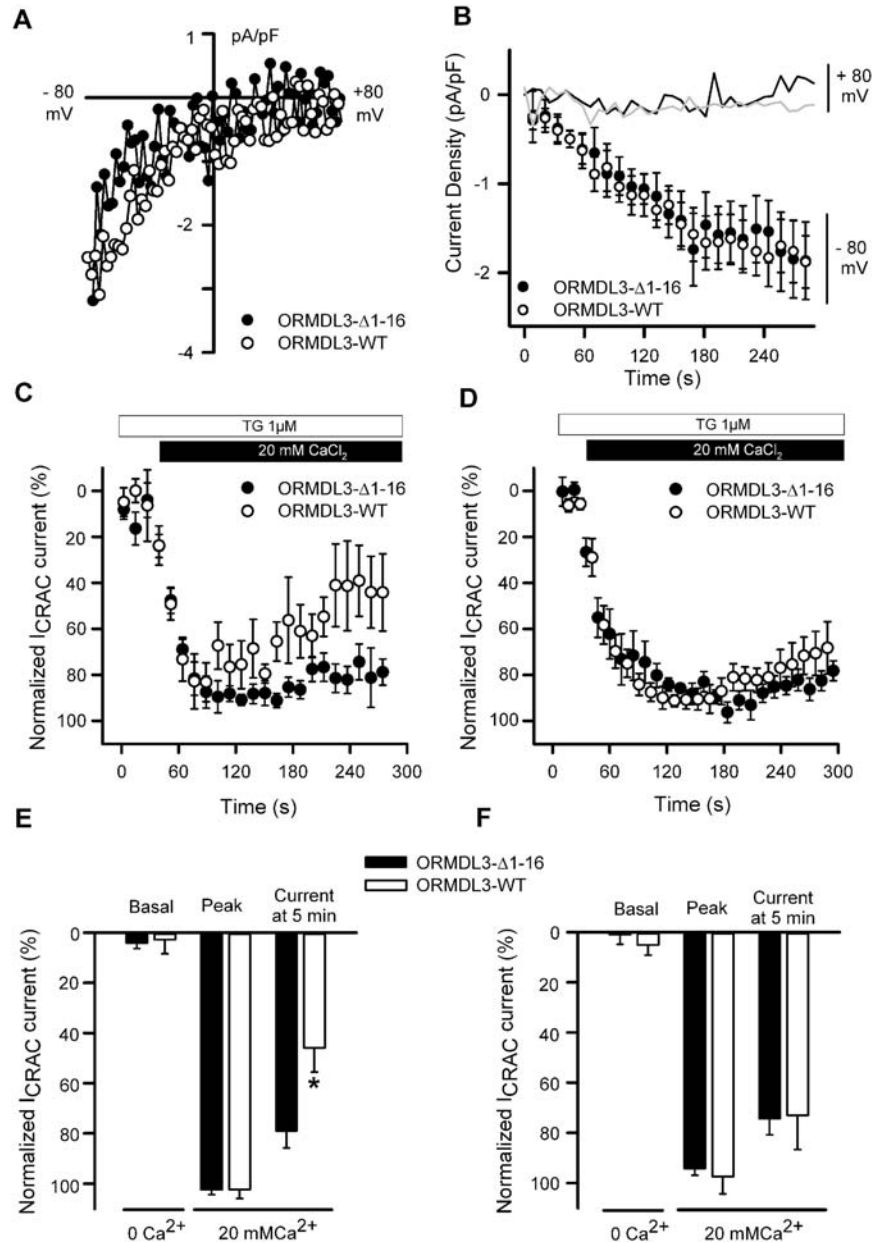 A
1
pA/pF
- 80
mV
+80
mV
-2
-4
ORMDL3-Δ1-16
ORMDL3-WT
B
Current Density (pA/pF)
0
-1
-2
+ 80
mV
- 80
mV
ORMDL3-Δ1-16
ORMDL3-WT
0 60 120 180 240
Time (s)
C
TG 1µM
20 mM CaCl₂
Normalized ICRAC current (%)
0
20
40
60
80
100
ORMDL3-Δ1-16
ORMDL3-WT
0 60 120 180 240 300
Time (s)
D
TG 1µM
20 mM CaCl₂
Normalized ICRAC current (%)
0
20
40
60
80
100
ORMDL3-Δ1-16
ORMDL3-WT
0 60 120 180 240 300
Time (s)
E
ORMDL3-Δ1-16
ORMDL3-WT
Basal Peak Current
at 5 min
Normalized ICRAC current (%)
0
20
40
60
80
100
*
0 Ca²⁺ 20 mMCa²⁺
F
Basal Peak Current
at 5 min
Normalized ICRAC current (%)
0
20
40
60
80
100
0 Ca²⁺ 20 mMCa²⁺